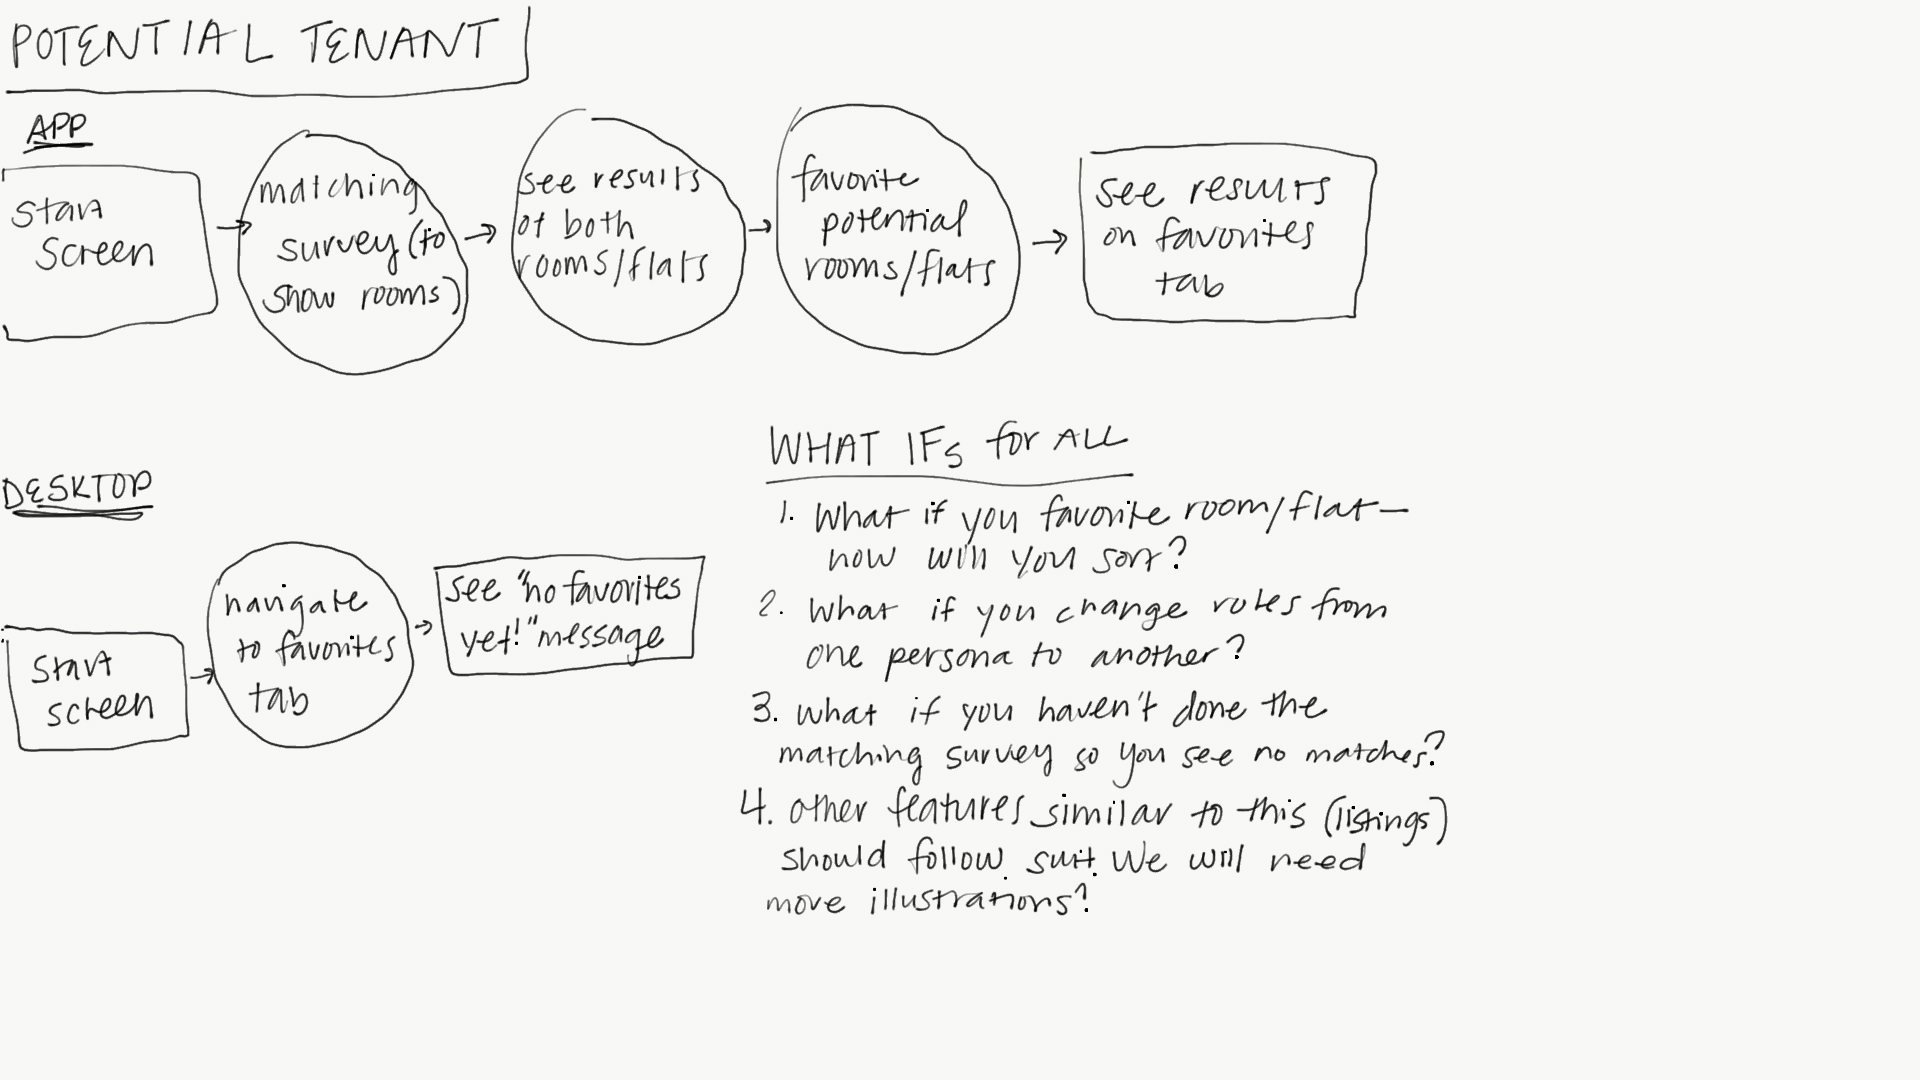 POTENTIAL TENANT
APP
Start
Screen
matching
survey (to
show rooms)
see results
of both
rooms/flats
favorite
potential
rooms/flats
see results
on favorites
tab
DESKTOP
Start
screen
navigate
to favorites
tab
see "no favorites
yet!" message
WHAT IFs for ALL
1. What if you favorite room/flat—
how will you sort?
2. What if you change roles from
one persona to another?
3. What if you haven't done the
matching survey so you see no matches?
4. other features similar to this (listings)
should follow suit. We will need
more illustrations?